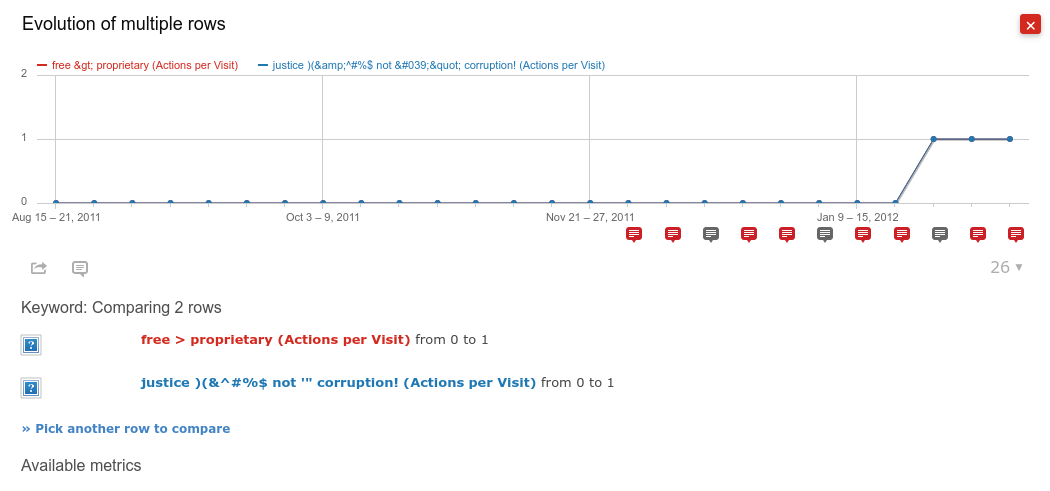 Evolution of multiple rows
free &gt; proprietary (Actions per Visit) justice )(&amp;^#%$ not &#039;&quot; corruption! (Actions per Visit)
2
1
0
Aug 15 – 21, 2011 Oct 3 – 9, 2011 Nov 21 – 27, 2011 Jan 9 – 15, 2012
26
Keyword: Comparing 2 rows
free > proprietary (Actions per Visit) from 0 to 1
justice )(&^#%$ not '" corruption! (Actions per Visit) from 0 to 1
» Pick another row to compare
Available metrics